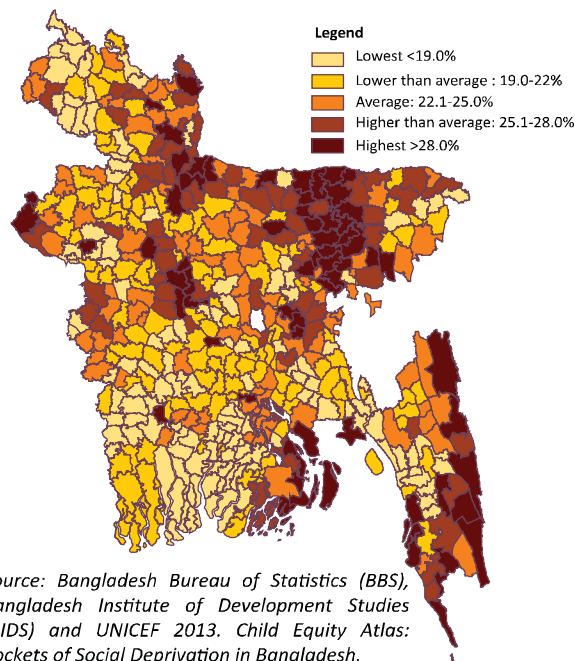 Legend
Lowest <19.0%
Lower than average : 19.0-22%
Average: 22.1-25.0%
Higher than average: 25.1-28.0%
Highest >28.0%
ource: Bangladesh Bureau of Statistics (BBS),
angladesh Institute of Development Studies
IDS) and UNICEF 2013. Child Equity Atlas:
ockets of Social Deprivation in Bangladesh.